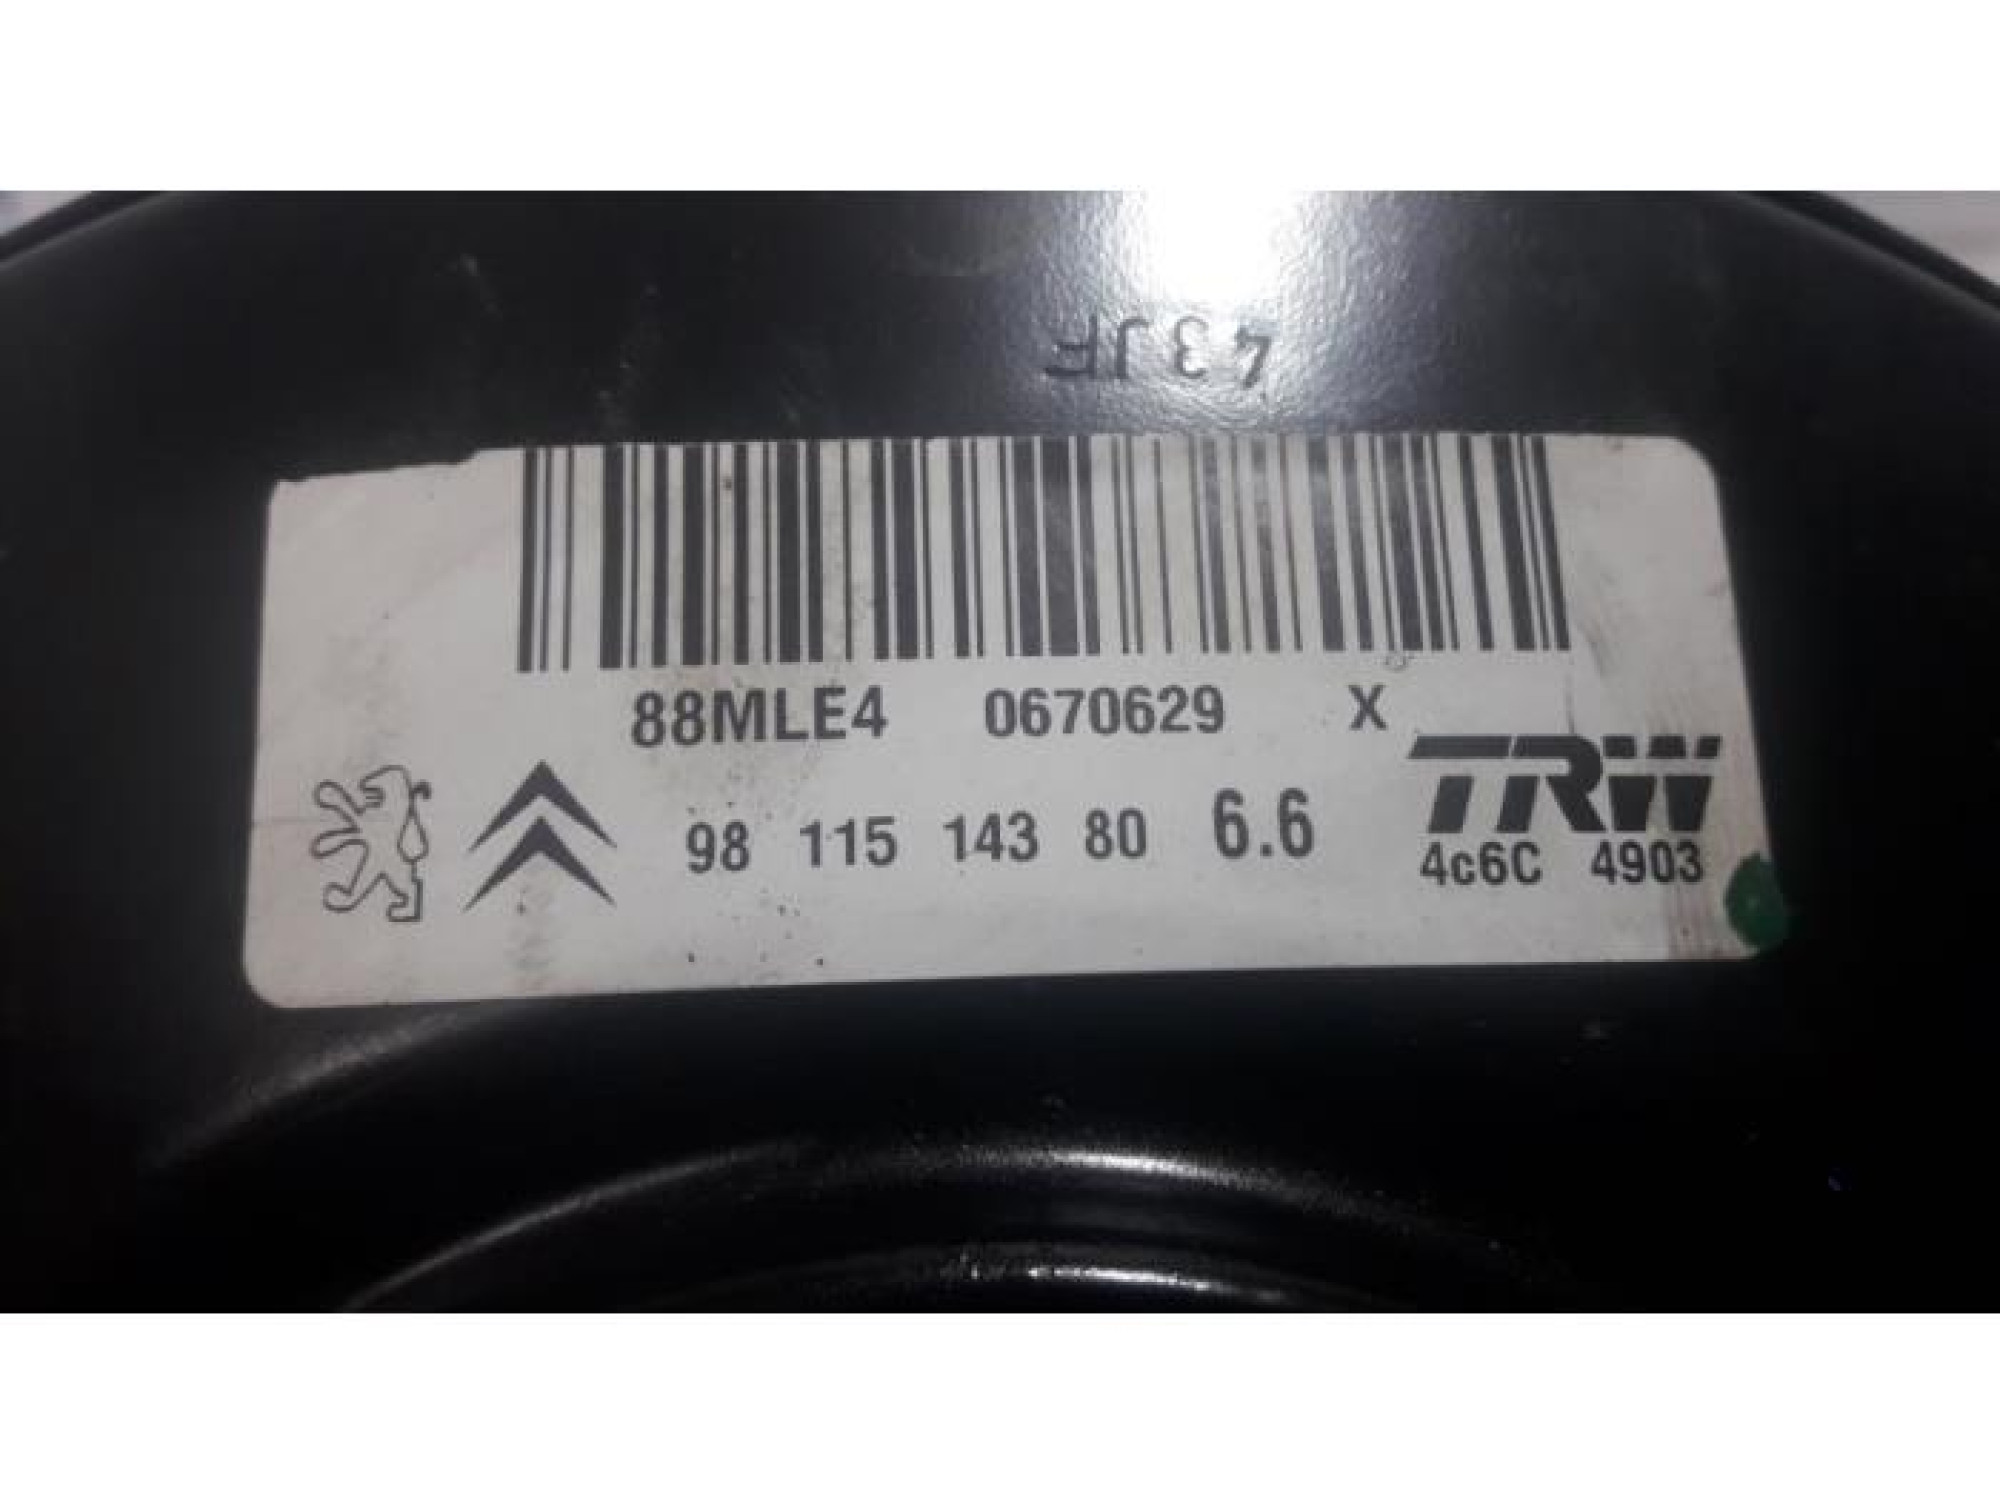 43JF
88MLE4 0670629 X
TRW
98 115 143 80 6.6
4c6C 4903